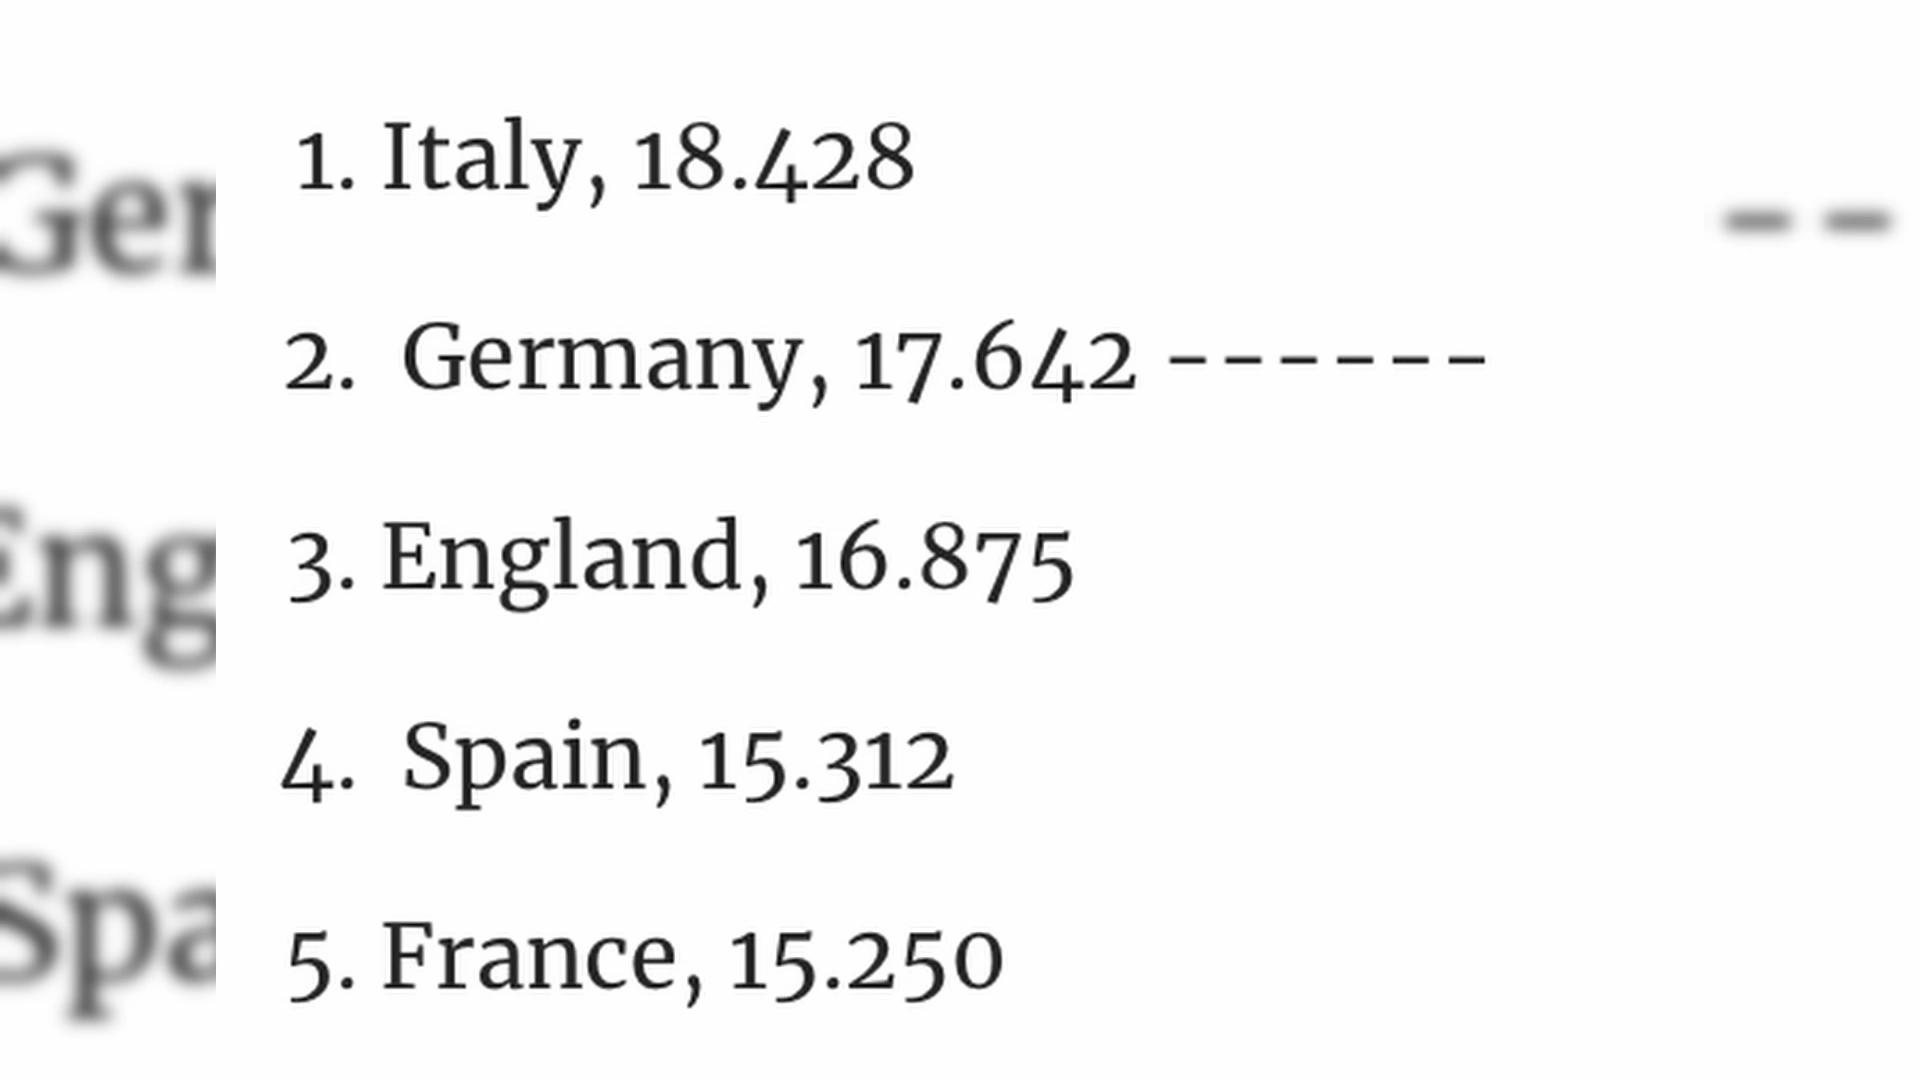 1. Italy, 18.428
2. Germany, 17.642 ------
3. England, 16.875
4. Spain, 15.312
5. France, 15.250